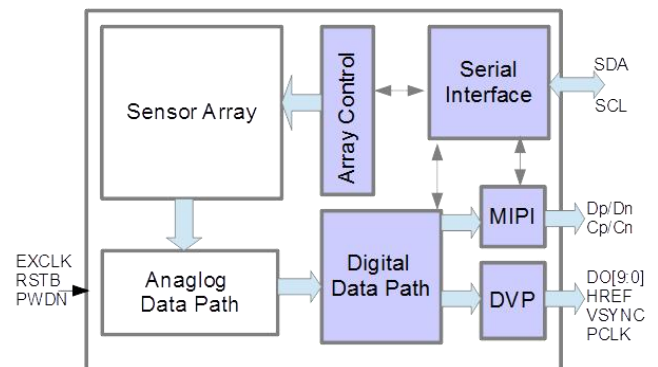 Sensor Array
Array Control
Serial
Interface
SDA
SCL
MIPI
Dp/Dn
Cp/Cn
EXCLK
RSTB
PWDN
Anaglog
Data Path
Digital
Data Path
DVP
DO[9:0]
HREF
VSYNC
PCLK